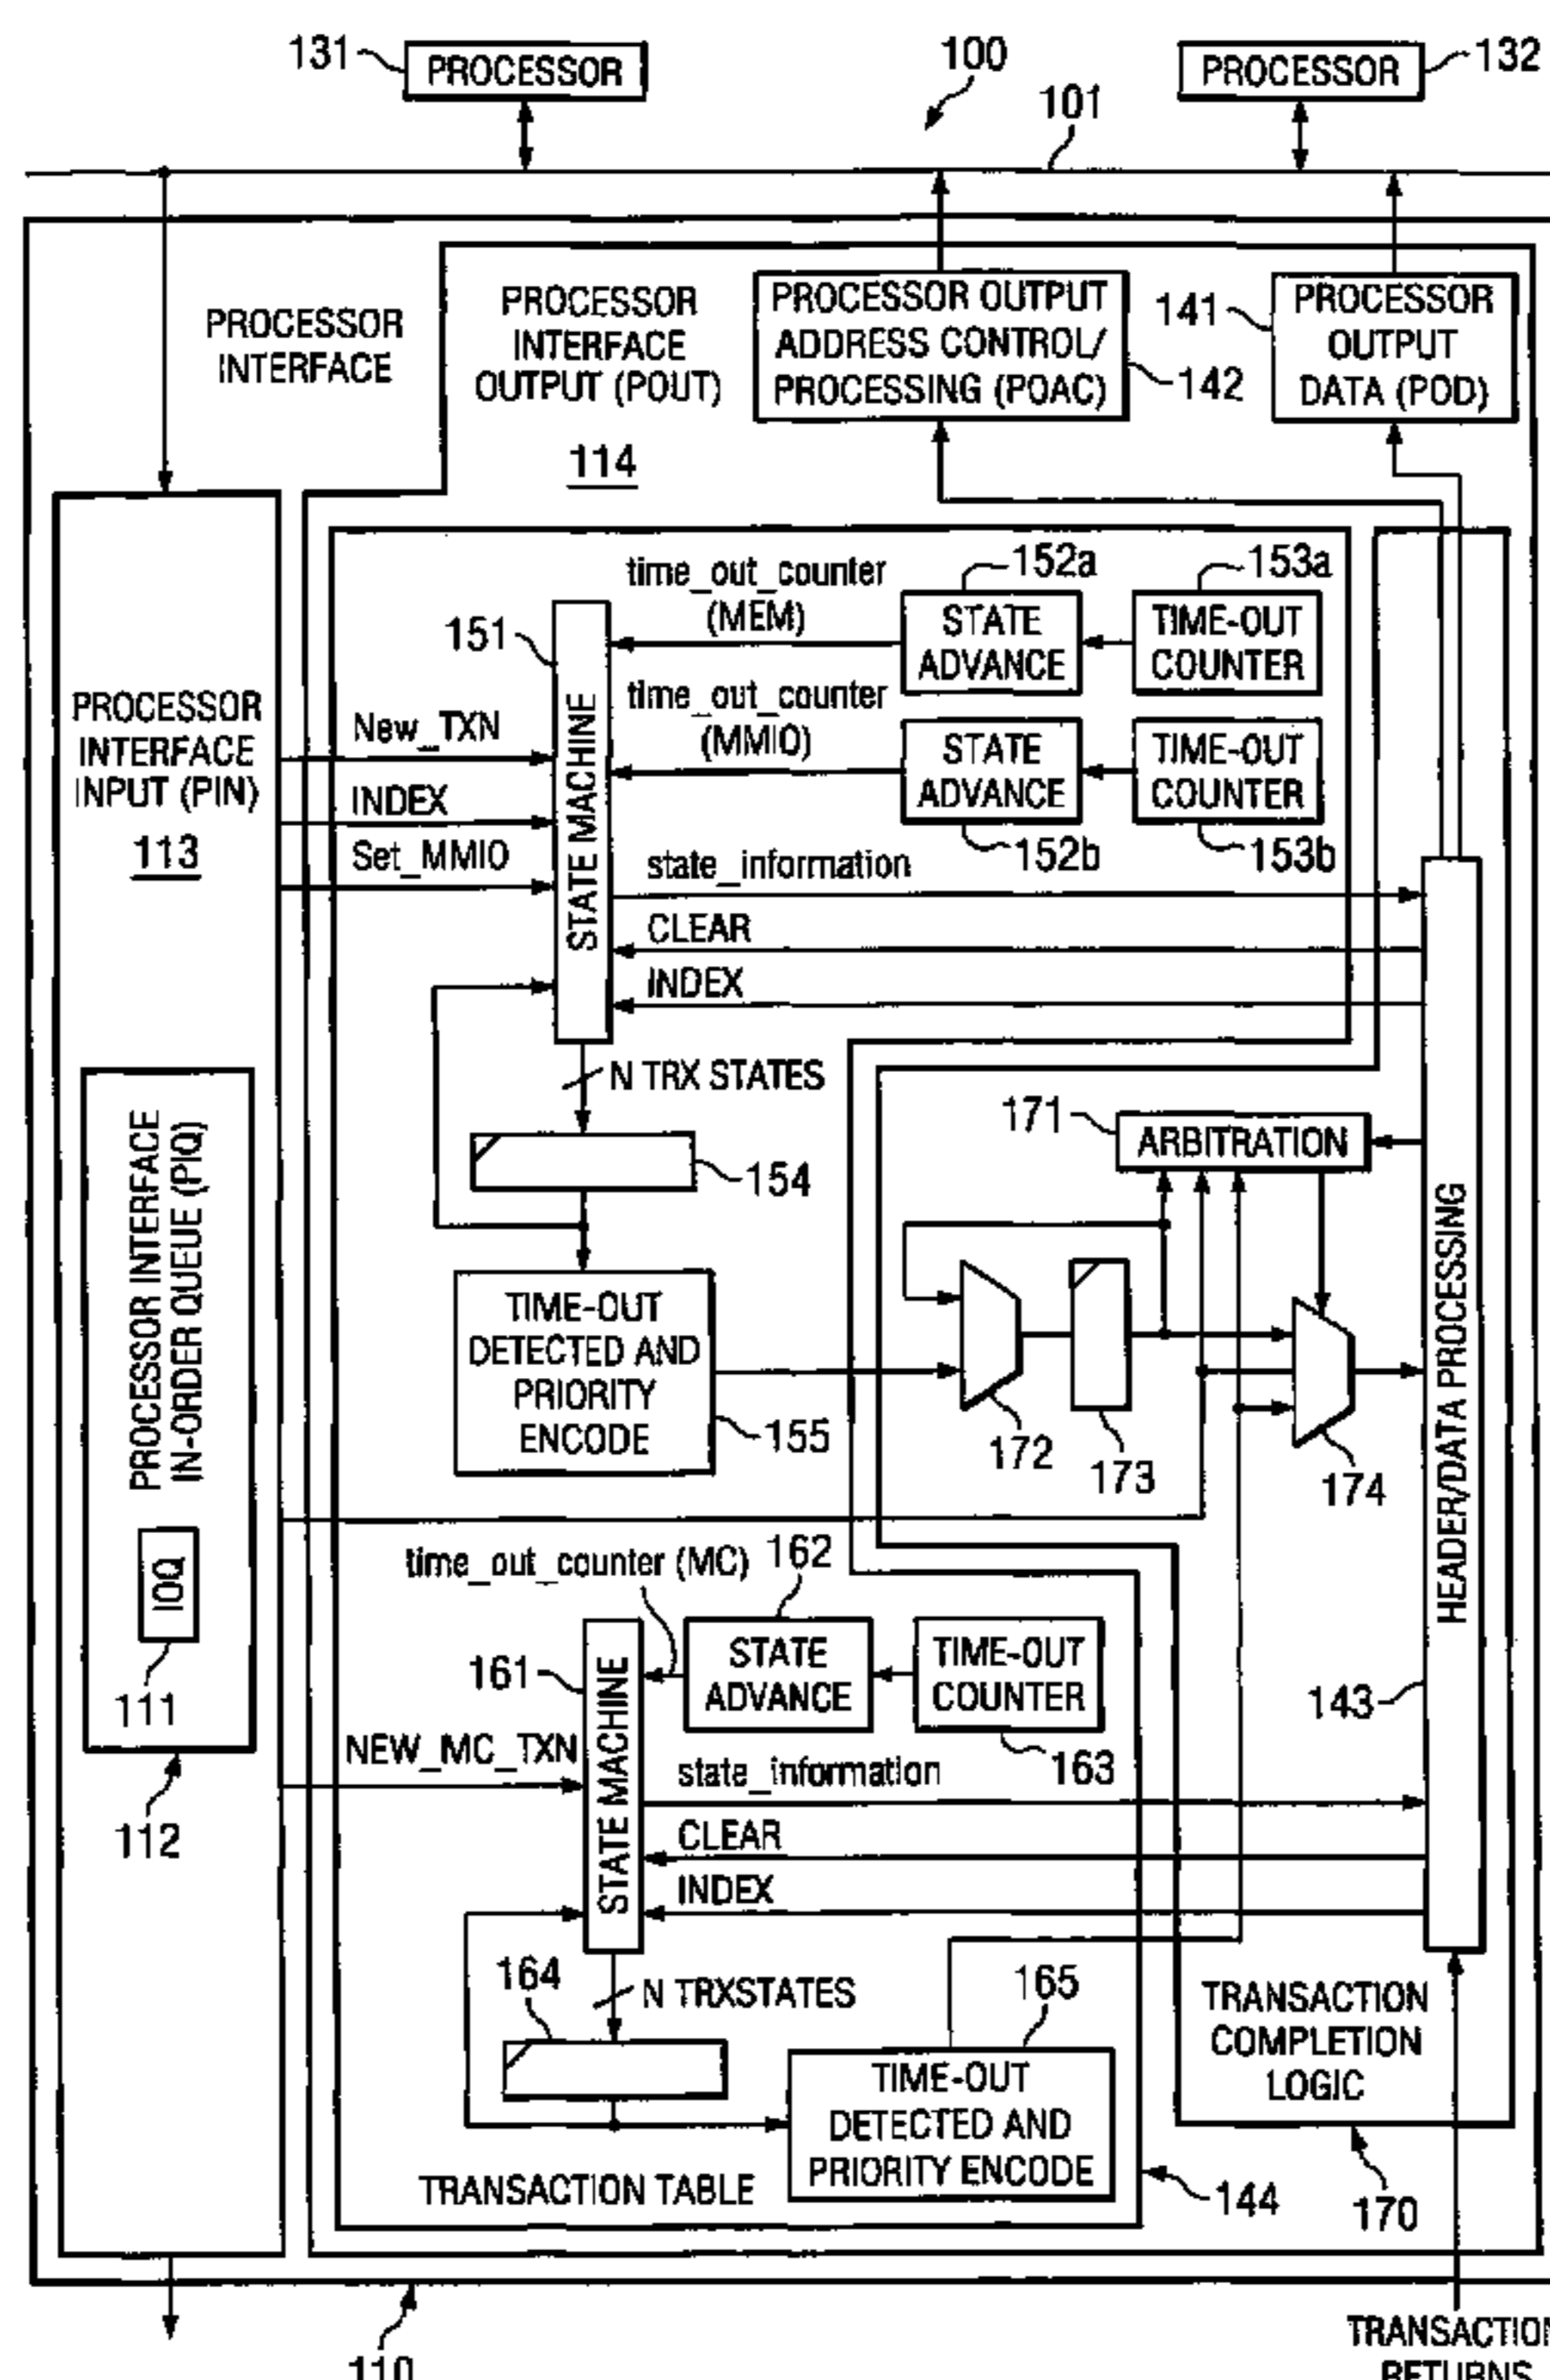 131
PROCESSOR
100
101
PROCESSOR
132
PROCESSOR
INTERFACE
PROCESSOR
INTERFACE
OUTPUT (POUT)
114
PROCESSOR OUTPUT
ADDRESS CONTROL/
PROCESSING (POAC)
142
141
PROCESSOR
OUTPUT
DATA (POD)
PROCESSOR
INTERFACE
INPUT (PIN)
113
151
STATE MACHINE
time_out_counter
(MEM)
152a
STATE
ADVANCE
153a
TIME-OUT
COUNTER
time_out_counter
(MMIO)
STATE
ADVANCE
152b
TIME-OUT
COUNTER
153b
New_TXN
INDEX
Set_MMIO
state_information
CLEAR
INDEX
N TRX STATES
154
171
ARBITRATION
HEADER/DATA PROCESSING
143
PROCESSOR INTERFACE
IN-ORDER QUEUE (PIQ)
IOQ
111
112
TIME-OUT
DETECTED AND
PRIORITY
ENCODE
155
172
173
174
time_out_counter (MC)
162
161
STATE MACHINE
STATE
ADVANCE
TIME-OUT
COUNTER
163
NEW_MC_TXN
state_information
CLEAR
INDEX
164
N TRXSTATES
165
TIME-OUT
DETECTED AND
PRIORITY ENCODE
TRANSACTION
COMPLETION
LOGIC
TRANSACTION TABLE
144
170
110
TRANSACTION
RETURNS